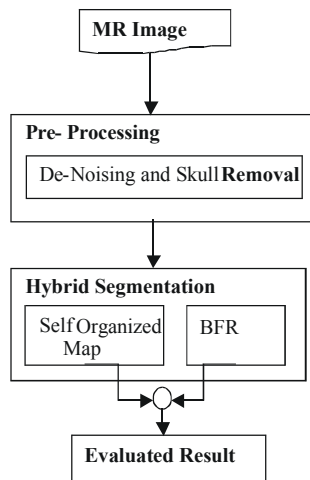 MR Image
Pre- Processing
De-Noising and Skull Removal
Hybrid Segmentation
Self Organized
Map
BFR
Evaluated Result